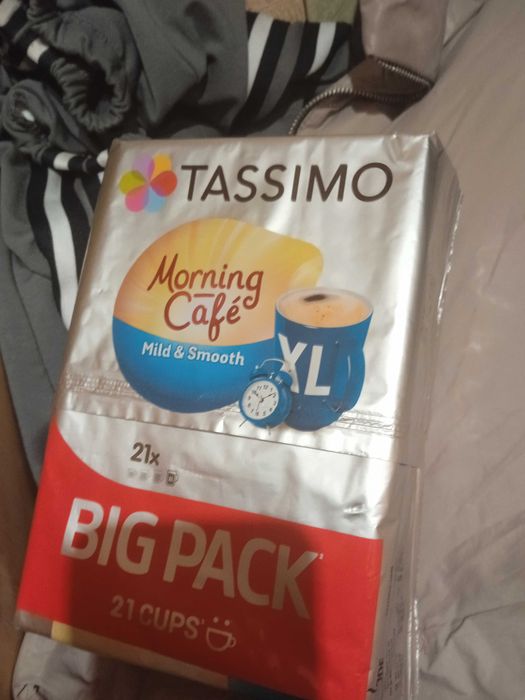 TASSIMO
Morning
Café
Mild & Smooth
XL
21x
BIG PACK
21 CUPS